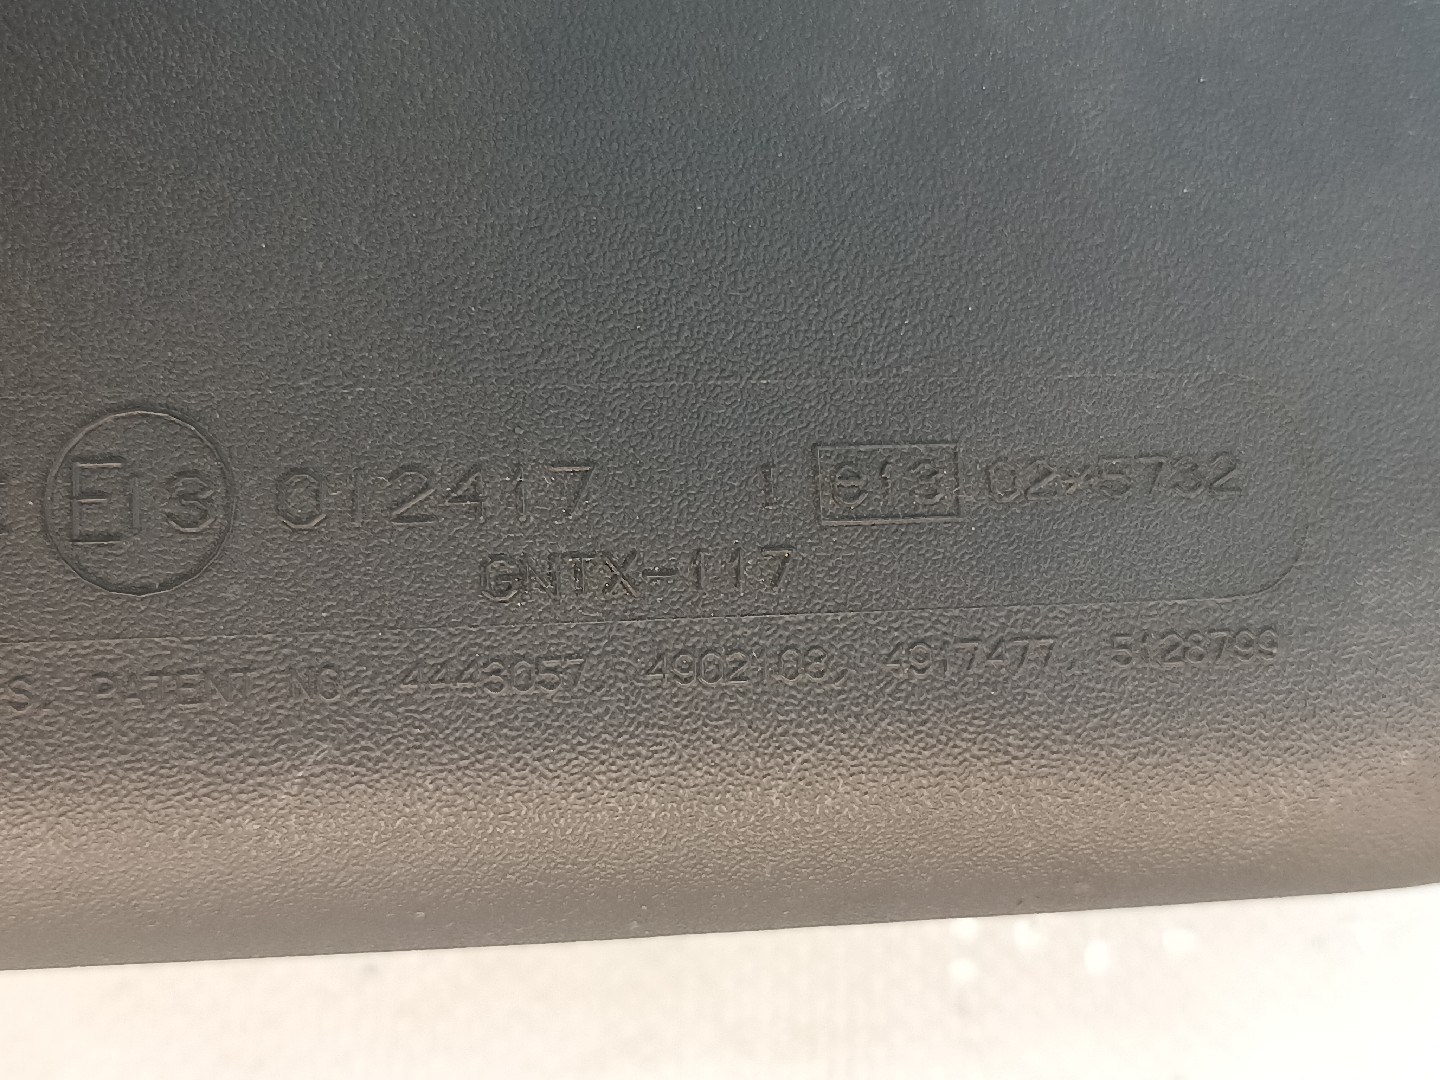 E13 012417 1 e13 02*5732
GNTX-117
S. PATENT NO. 4443057, 4902108, 4917477, 5128799